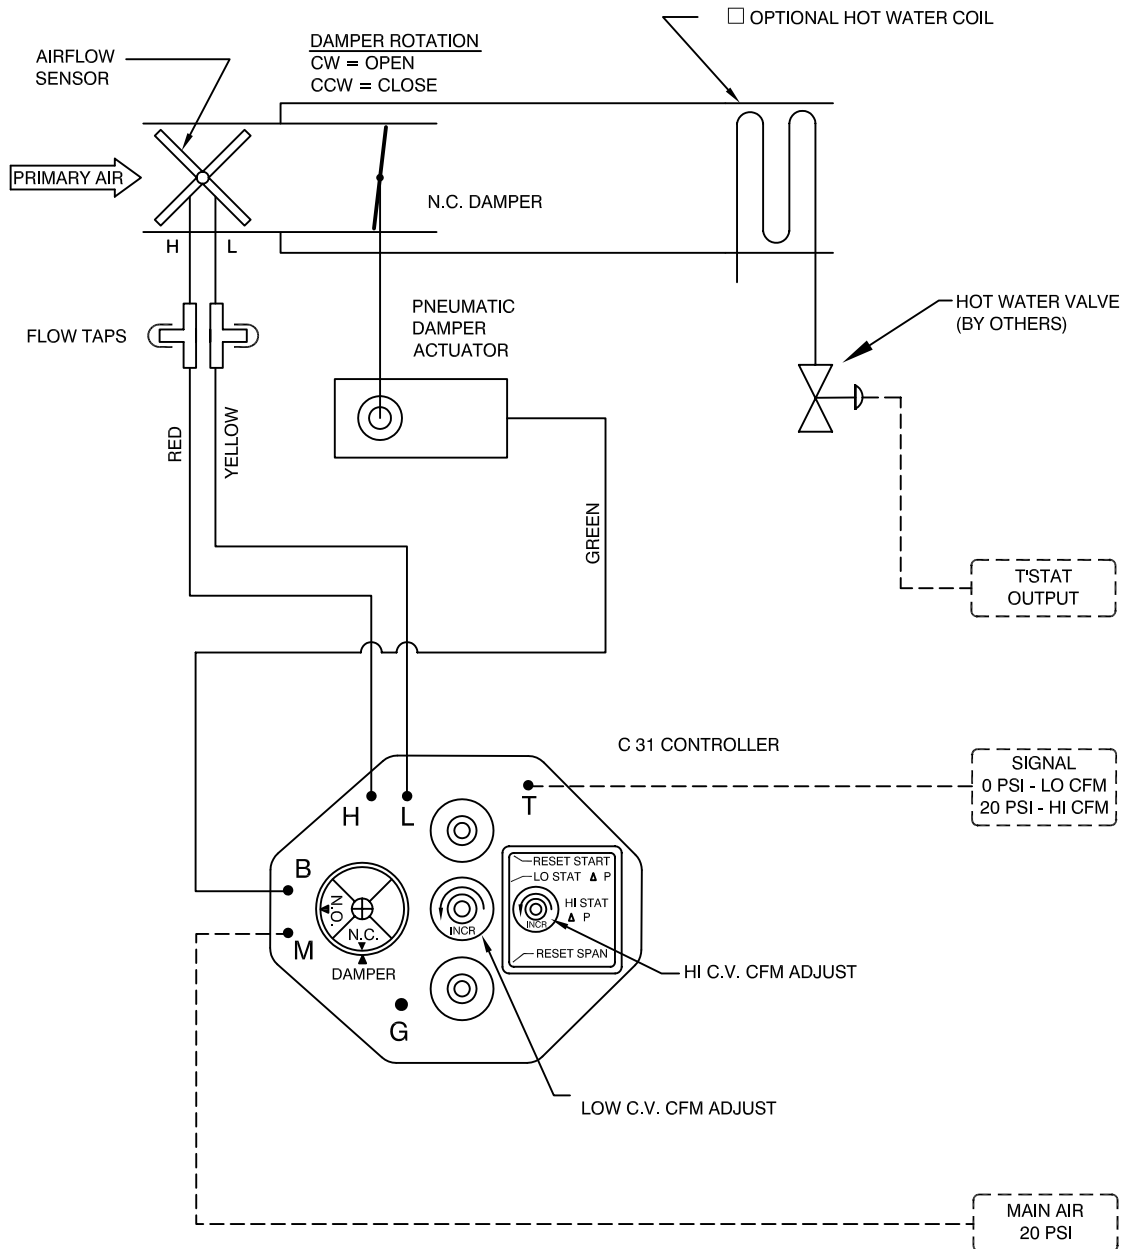 ☐ OPTIONAL HOT WATER COIL
DAMPER ROTATION
CW = OPEN
CCW = CLOSE
AIRFLOW
SENSOR
PRIMARY AIR
N.C. DAMPER
H
L
FLOW TAPS
PNEUMATIC
DAMPER
ACTUATOR
HOT WATER VALVE
(BY OTHERS)
RED
YELLOW
GREEN
T'STAT
OUTPUT
C 31 CONTROLLER
SIGNAL
0 PSI - LO CFM
20 PSI - HI CFM
H
L
T
B
M
N.O.
N.C.
DAMPER
G
INCR
RESET START
LO STAT Δ P
HI STAT
Δ P
INCR
RESET SPAN
HI C.V. CFM ADJUST
LOW C.V. CFM ADJUST
MAIN AIR
20 PSI